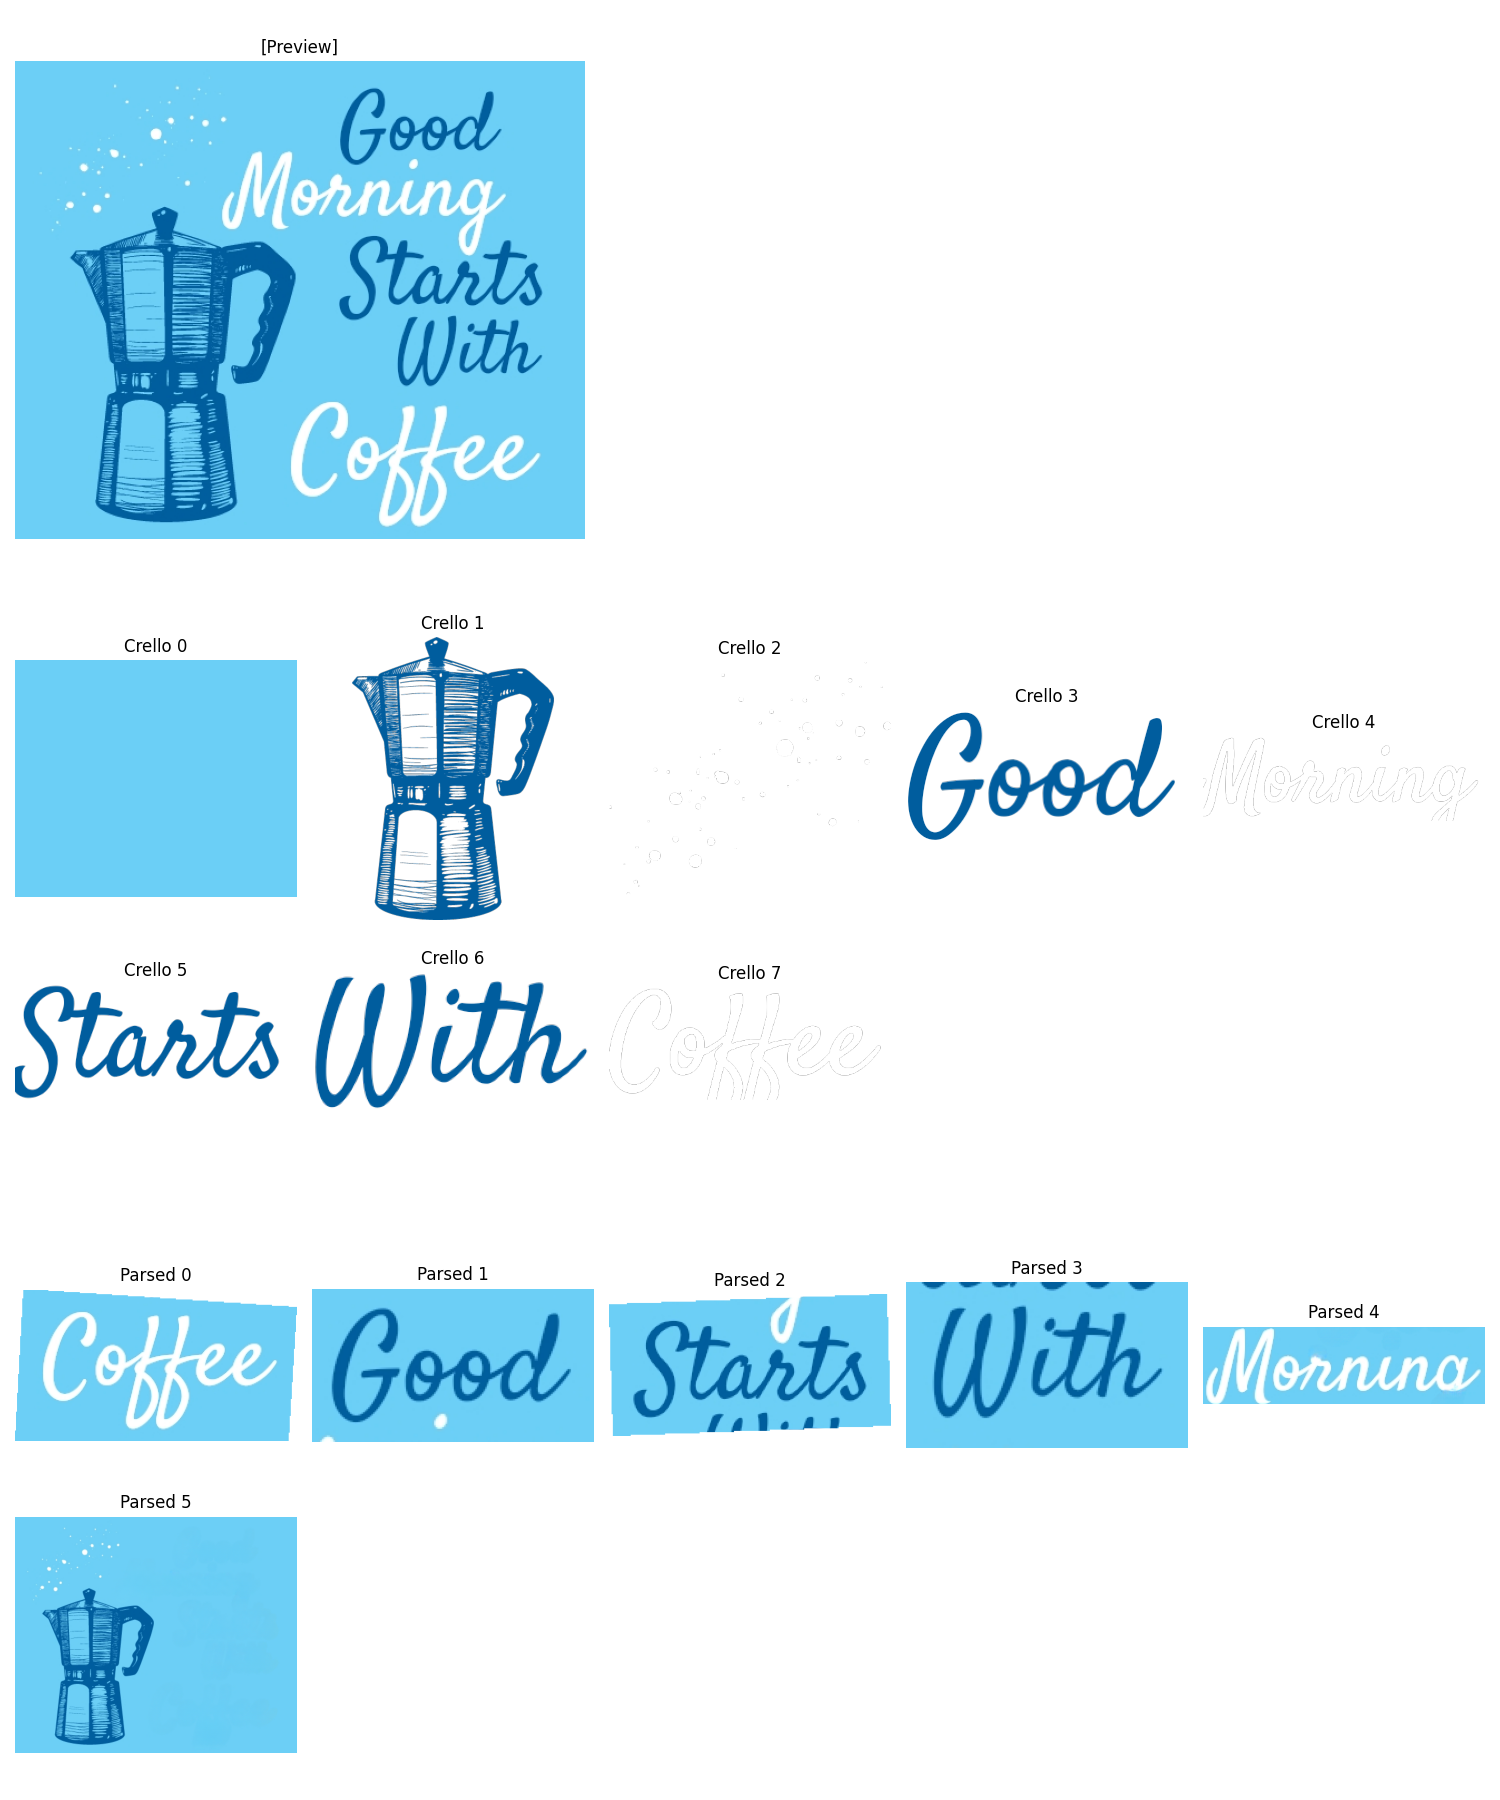 [Preview]
Good
Morning
Starts
With
Coffee
Crello 0
Crello 1
Crello 2
Crello 3
Good
Crello 4
Morning
Crello 5
Starts
Crello 6
With
Crello 7
Coffee
Parsed 0
Coffee
Parsed 1
Good
Parsed 2
Starts
Parsed 3
With
Parsed 4
Morning
Parsed 5